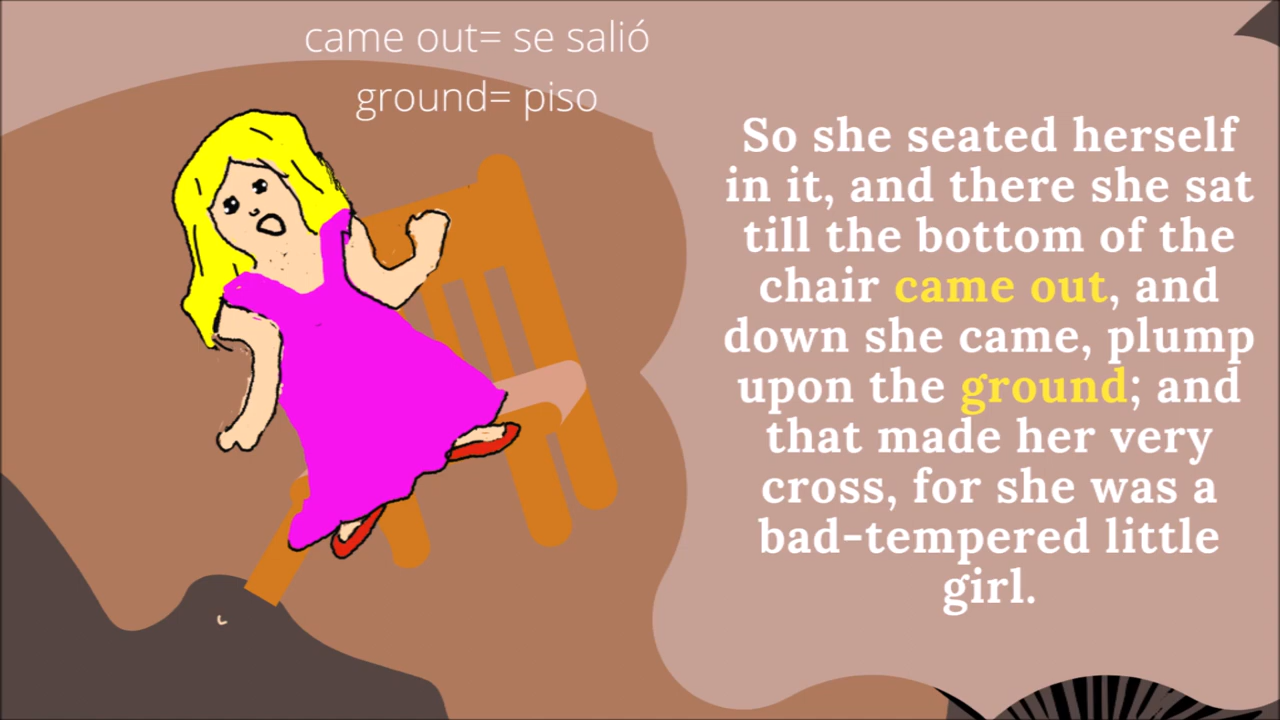 came out= se salió
ground= piso
So she seated herself
in it, and there she sat
till the bottom of the
chair came out, and
down she came, plump
upon the ground; and
that made her very
cross, for she was a
bad-tempered little
girl.